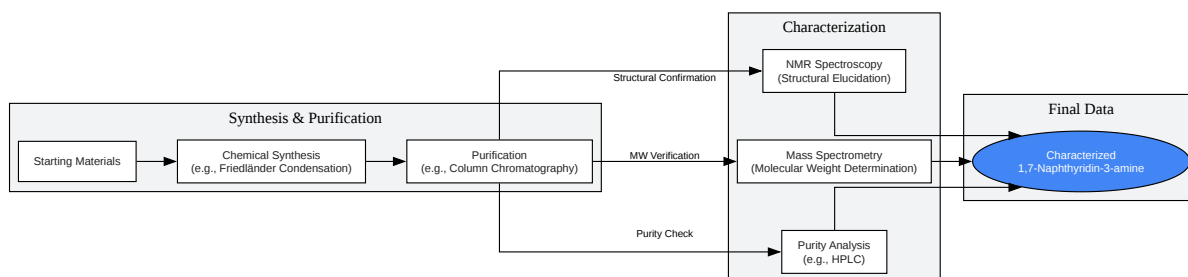 Synthesis & Purification
Starting Materials
Chemical Synthesis
(e.g., Friedländer Condensation)
Purification
(e.g., Column Chromatography)
Structural Confirmation
MW Verification
Purity Check
Characterization
NMR Spectroscopy
(Structural Elucidation)
Mass Spectrometry
(Molecular Weight Determination)
Purity Analysis
(e.g., HPLC)
Final Data
Characterized
1,7-Naphthyridin-3-amine